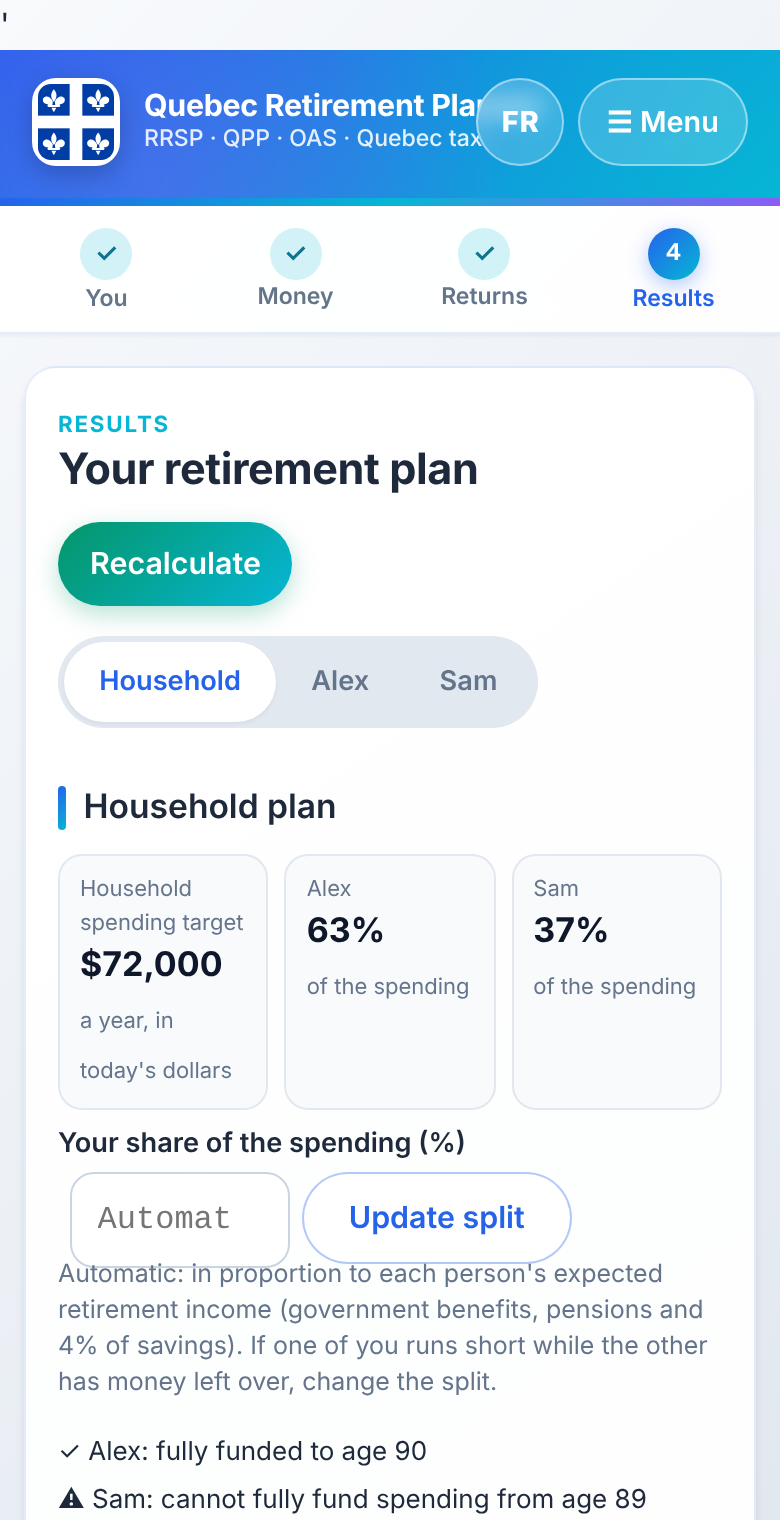 '
Quebec Retirement Plan
RRSP · QPP · OAS · Quebec tax
FR
☰ Menu
✓
✓
✓
4
You
Money
Returns
Results
RESULTS
Your retirement plan
Recalculate
Household
Alex
Sam
Household plan
Household
spending target
$72,000
a year, in
today's dollars
Alex
63%
of the spending
Sam
37%
of the spending
Your share of the spending (%)
Automat
Update split
Automatic: in proportion to each person's expected
retirement income (government benefits, pensions and
4% of savings). If one of you runs short while the other
has money left over, change the split.
✓ Alex: fully funded to age 90
⚠ Sam: cannot fully fund spending from age 89